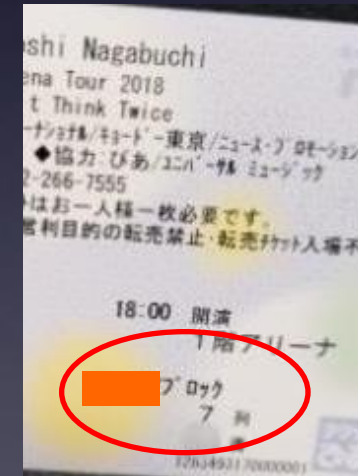 shi Nagabuchi
ena Tour 2018
t Think Twice
ーナショナル/キョードー東京/ニュース・プロモーション
◆協力:ぴあ/ユニバーサル ミュージック
2-266-7555
はお一人様一枚必要です。
営利目的の転売禁止・転売チケット入場不
18:00 開演
1階アリーナ
ブロック
7 列